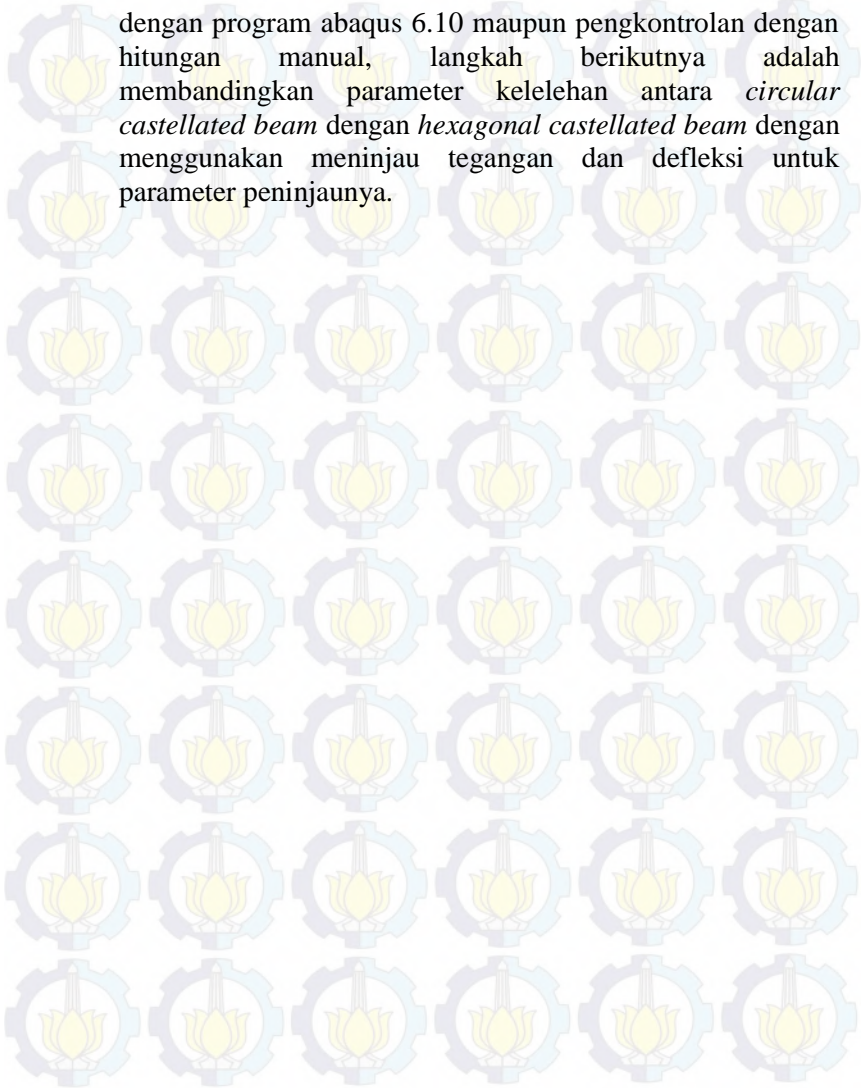 dengan program abaqus 6.10 maupun pengkontrolan dengan
hitungan manual, langkah berikutnya adalah
membandingkan parameter kelelehan antara circular
castellated beam dengan hexagonal castellated beam dengan
menggunakan meninjau tegangan dan defleksi untuk
parameter peninjaunya.